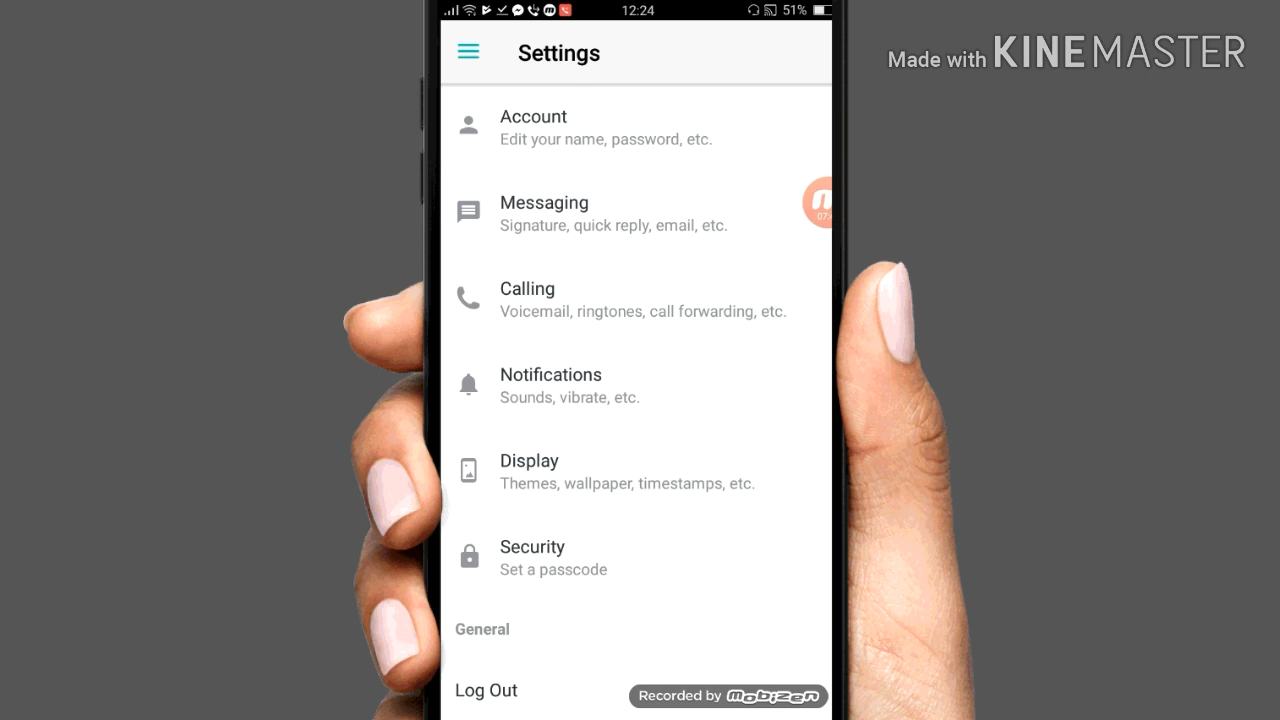 12:24
51%
Made with KINEMASTER
Settings
Account
Edit your name, password, etc.
Messaging
Signature, quick reply, email, etc.
07:
Calling
Voicemail, ringtones, call forwarding, etc.
Notifications
Sounds, vibrate, etc.
Display
Themes, wallpaper, timestamps, etc.
Security
Set a passcode
General
Log Out
Recorded by mobizen